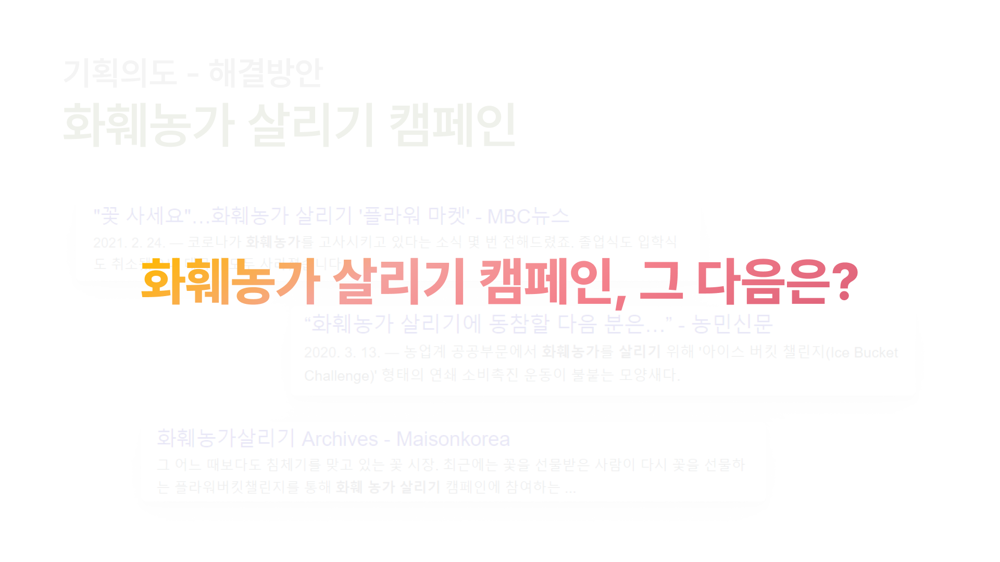 기획의도 - 해결방안
화훼농가 살리기 캠페인
"꽃 사세요"...화훼농가 살리기 '플라워 마켓' - MBC뉴스
2021. 2. 24. — 코로나가 화훼농가를 고사시키고 있다는 소식 몇 번 전해드렸죠. 졸업식도 입학식
도 취소 모두 사라졌습니다
화훼농가 살리기 캠페인, 그 다음은?
“화훼농가 살리기에 동참할 다음 분은...” - 농민신문
2020. 3. 13. — 농업계 공공부문에서 화훼농가를 살리기 위해 '아이스 버킷 챌린지(Ice Bucket
Challenge)' 형태의 연쇄 소비촉진 운동이 불붙는 모양새다.
화훼농가살리기 Archives - Maisonkorea
그 어느 때보다도 침체기를 맞고 있는 꽃 시장. 최근에는 꽃을 선물받은 사람이 다시 꽃을 선물하
는 플라워버킷챌린지를 통해 화훼 농가 살리기 캠페인에 참여하는 ...